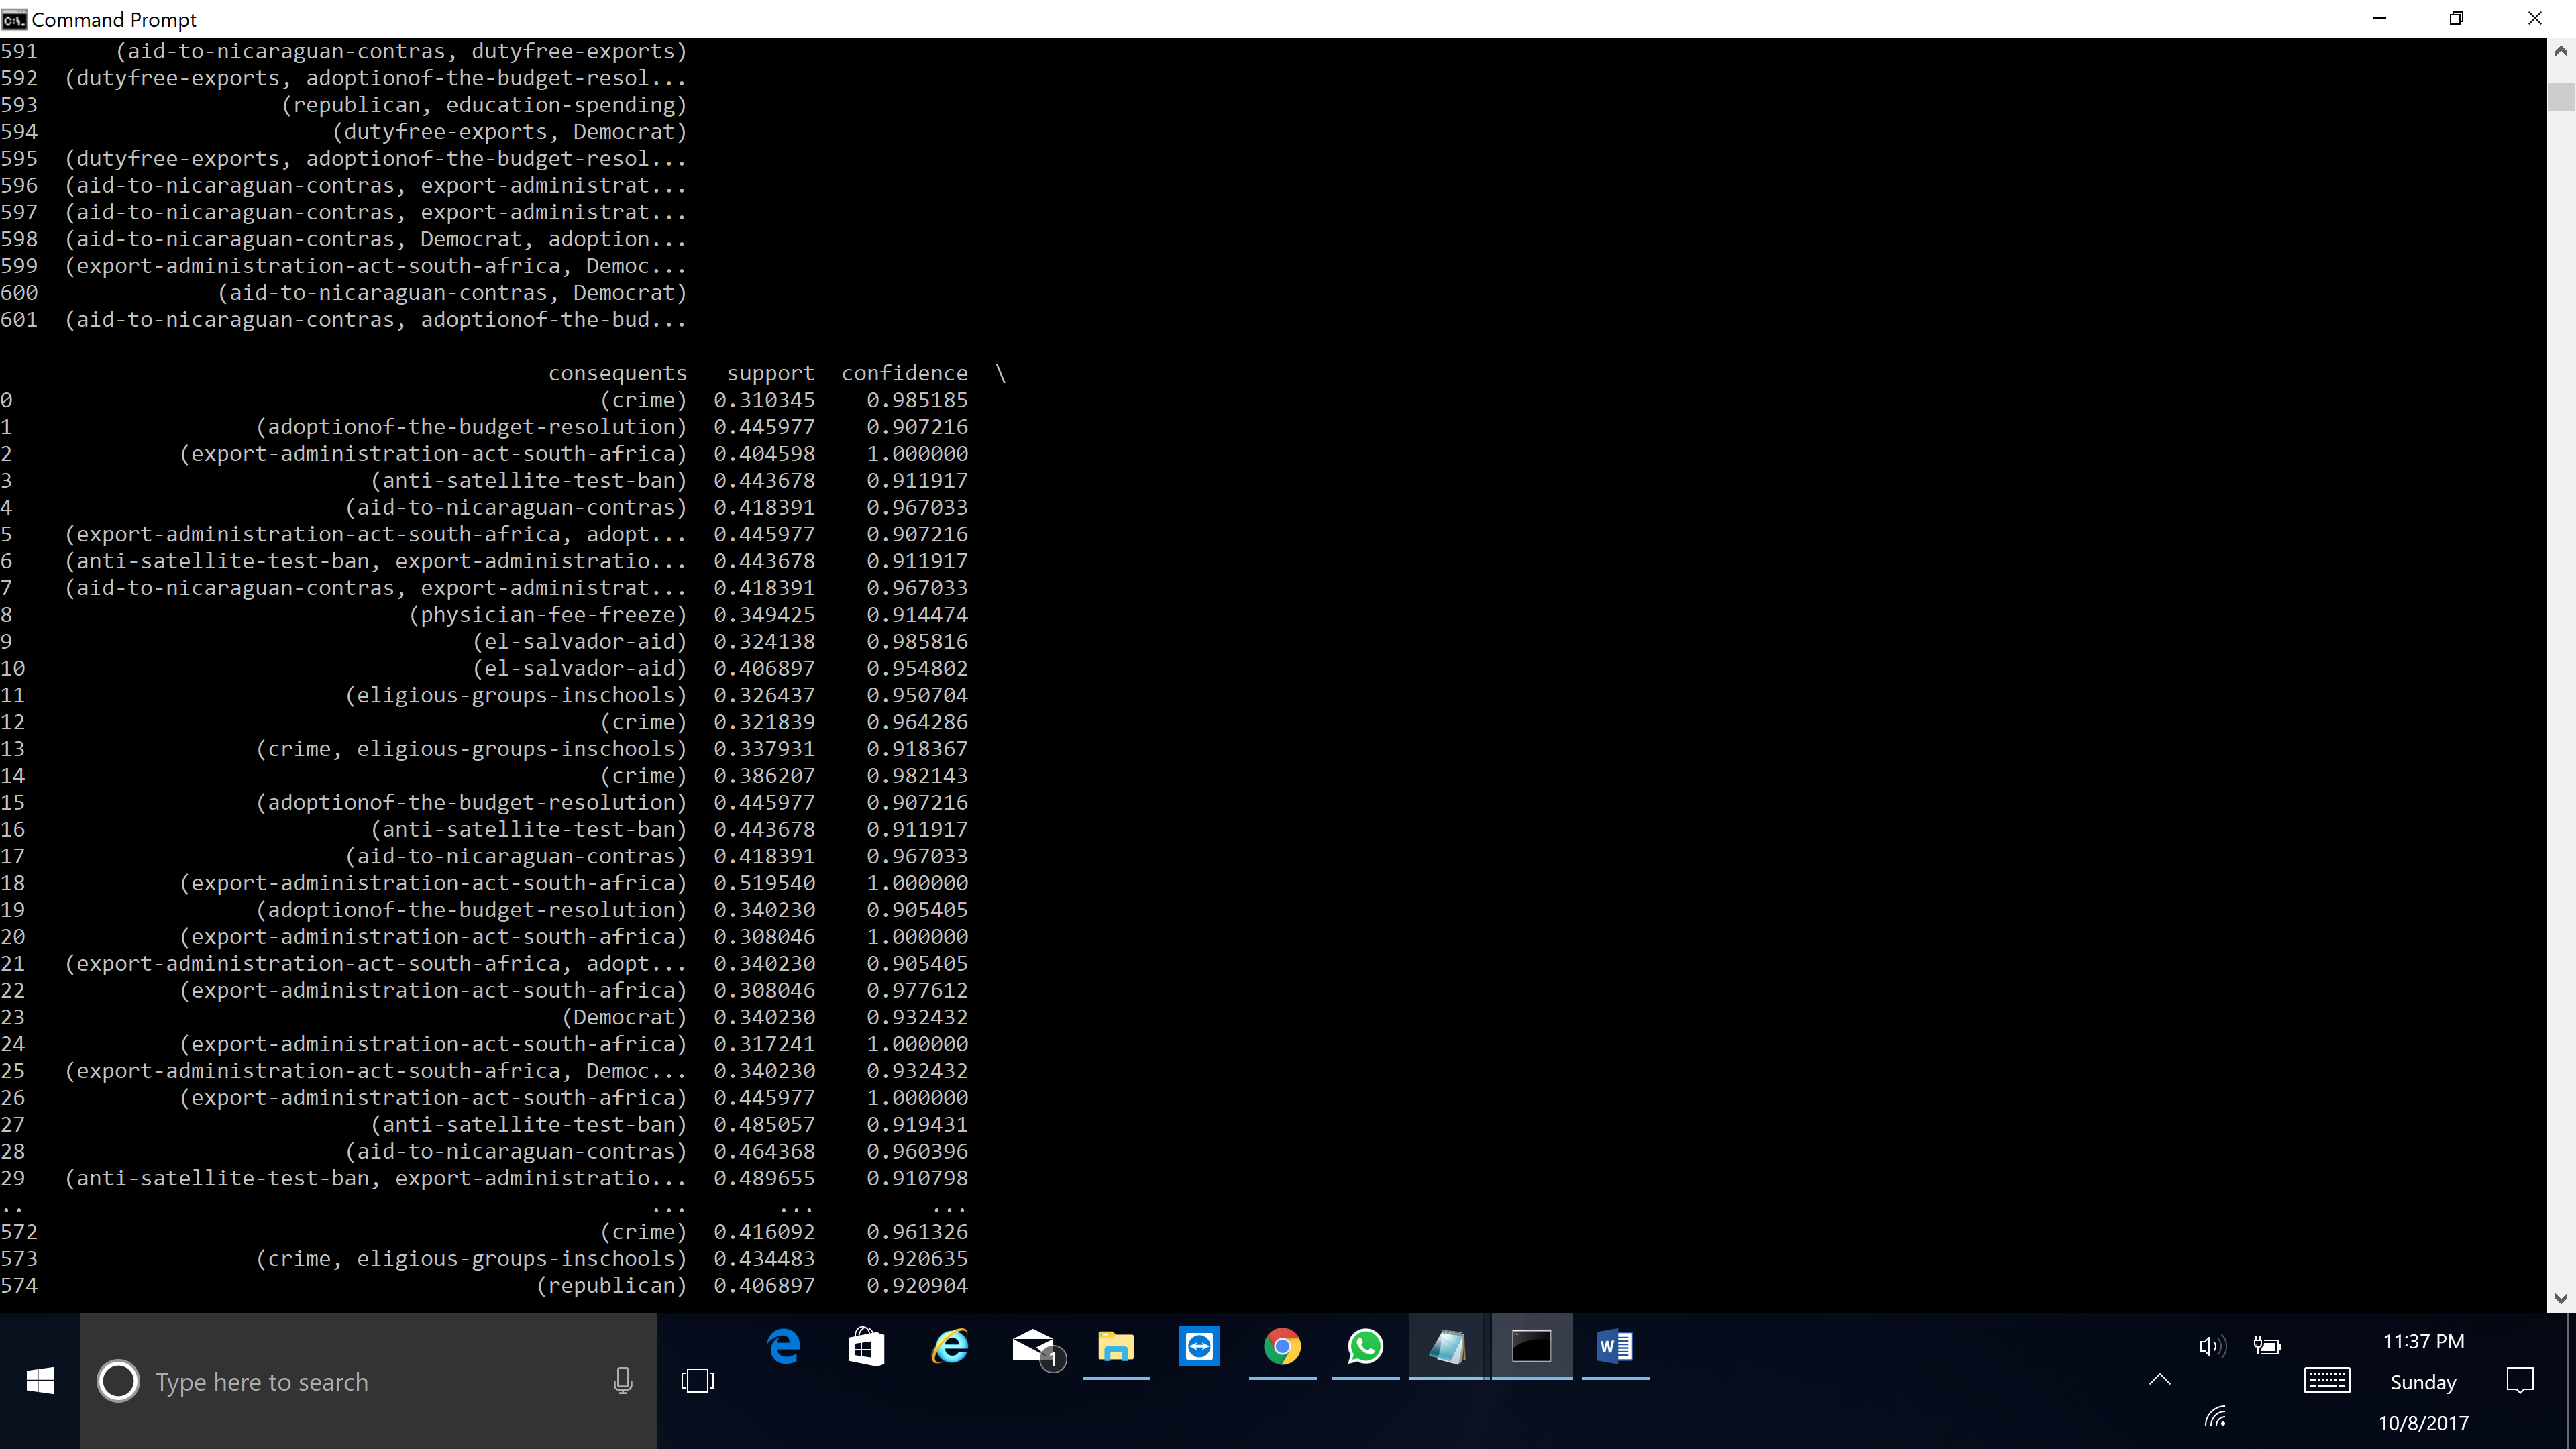 Command Prompt
591      (aid-to-nicaraguan-contras, dutyfree-exports)
592  (dutyfree-exports, adoptionof-the-budget-resol...
593                   (republican, education-spending)
594                       (dutyfree-exports, Democrat)
595  (dutyfree-exports, adoptionof-the-budget-resol...
596  (aid-to-nicaraguan-contras, export-administrat...
597  (aid-to-nicaraguan-contras, export-administrat...
598  (aid-to-nicaraguan-contras, Democrat, adoption...
599  (export-administration-act-south-africa, Democ...
600              (aid-to-nicaraguan-contras, Democrat)
601  (aid-to-nicaraguan-contras, adoptionof-the-bud...
consequents   support  confidence  \
0    (crime)  0.310345    0.985185
1    (adoptionof-the-budget-resolution)  0.445977    0.907216
2    (export-administration-act-south-africa)  0.404598    1.000000
3    (anti-satellite-test-ban)  0.443678    0.911917
4    (aid-to-nicaraguan-contras)  0.418391    0.967033
5    (export-administration-act-south-africa, adopt...  0.445977    0.907216
6    (anti-satellite-test-ban, export-administratio...  0.443678    0.911917
7    (aid-to-nicaraguan-contras, export-administrat...  0.418391    0.967033
8    (physician-fee-freeze)  0.349425    0.914474
9    (el-salvador-aid)  0.324138    0.985816
10   (el-salvador-aid)  0.406897    0.954802
11   (eligious-groups-inschools)  0.326437    0.950704
12   (crime)  0.321839    0.964286
13   (crime, eligious-groups-inschools)  0.337931    0.918367
14   (crime)  0.386207    0.982143
15   (adoptionof-the-budget-resolution)  0.445977    0.907216
16   (anti-satellite-test-ban)  0.443678    0.911917
17   (aid-to-nicaraguan-contras)  0.418391    0.967033
18   (export-administration-act-south-africa)  0.519540    1.000000
19   (adoptionof-the-budget-resolution)  0.340230    0.905405
20   (export-administration-act-south-africa)  0.308046    1.000000
21   (export-administration-act-south-africa, adopt...  0.340230    0.905405
22   (export-administration-act-south-africa)  0.308046    0.977612
23   (Democrat)  0.340230    0.932432
24   (export-administration-act-south-africa)  0.317241    1.000000
25   (export-administration-act-south-africa, Democ...  0.340230    0.932432
26   (export-administration-act-south-africa)  0.445977    1.000000
27   (anti-satellite-test-ban)  0.485057    0.919431
28   (aid-to-nicaraguan-contras)  0.464368    0.960396
29   (anti-satellite-test-ban, export-administratio...  0.489655    0.910798
..   ...       ...         ...
572  (crime)  0.416092    0.961326
573  (crime, eligious-groups-inschools)  0.434483    0.920635
574  (republican)  0.406897    0.920904
Type here to search
1
11:37 PM
Sunday
10/8/2017